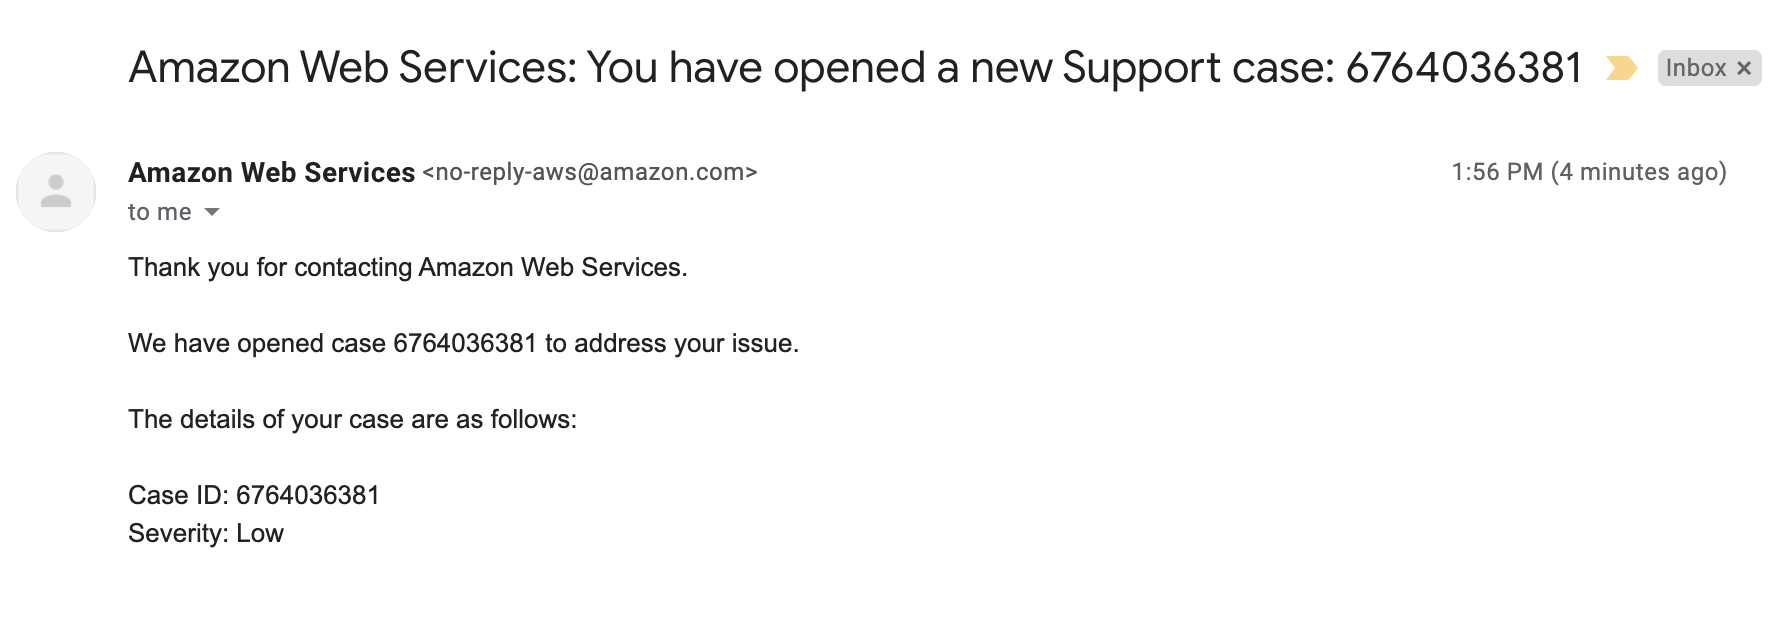 Amazon Web Services: You have opened a new Support case: 6764036381 Inbox ×
Amazon Web Services <no-reply-aws@amazon.com> 1:56 PM (4 minutes ago)
to me
Thank you for contacting Amazon Web Services.
We have opened case 6764036381 to address your issue.
The details of your case are as follows:
Case ID: 6764036381
Severity: Low